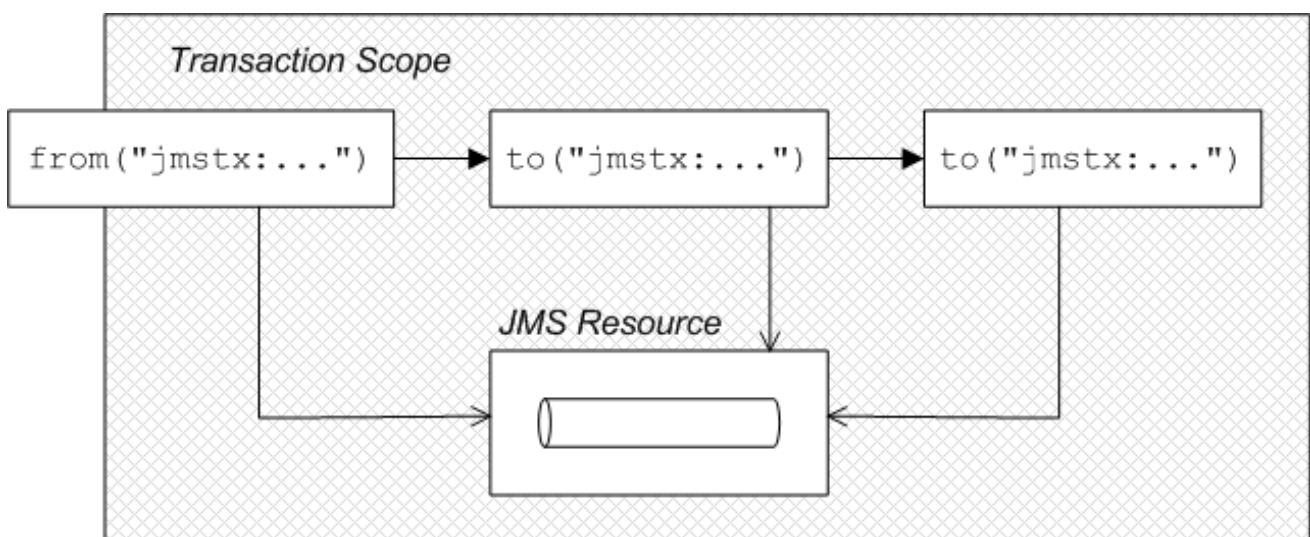 Transaction Scope
from("jmstx:...")
to("jmstx:...")
to("jmstx:...")
JMS Resource